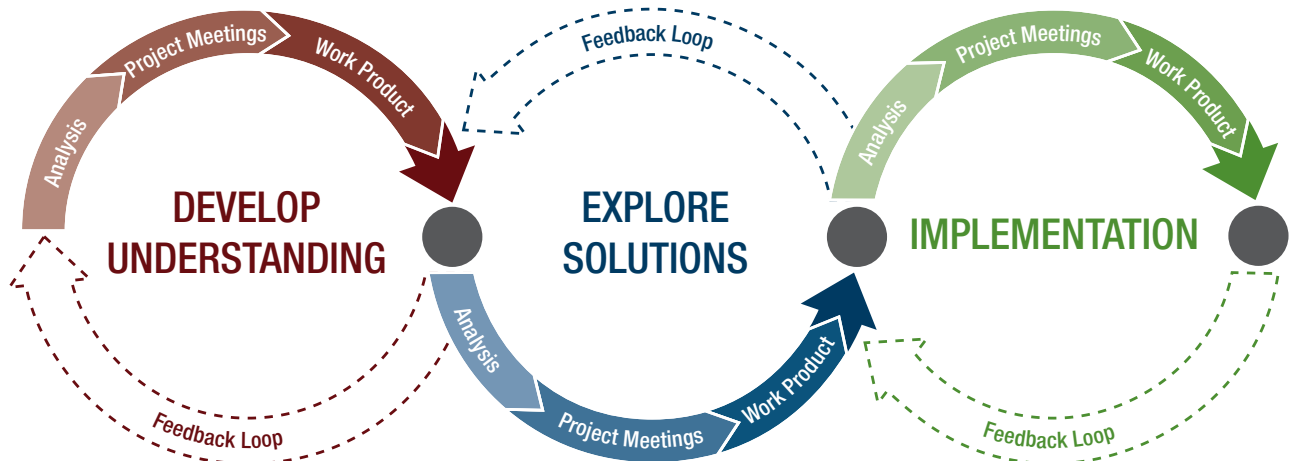 Analysis
Project Meetings
Work Product
DEVELOP
UNDERSTANDING
Feedback Loop
Feedback Loop
EXPLORE
SOLUTIONS
Analysis
Project Meetings
Work Product
Analysis
Project Meetings
Work Product
IMPLEMENTATION
Feedback Loop